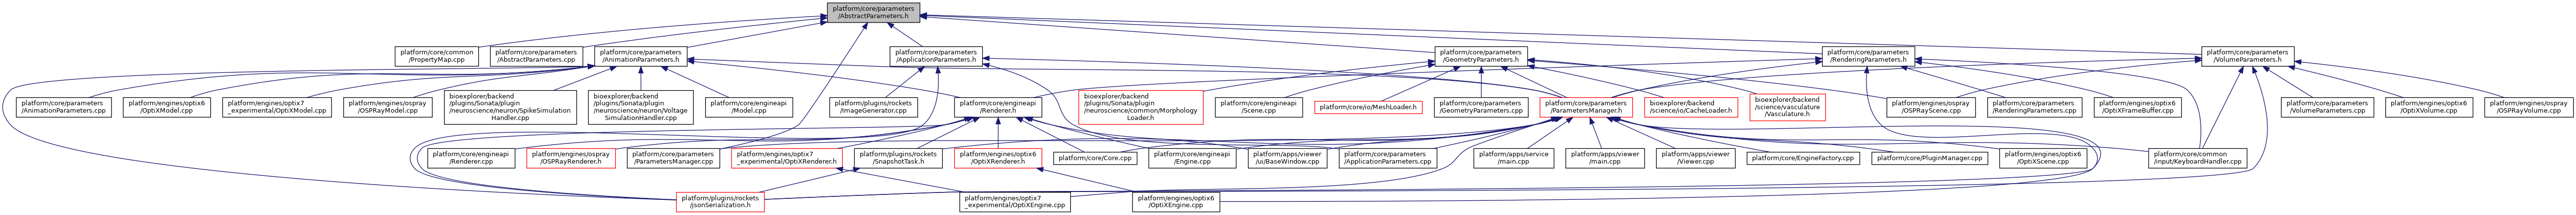 platform/core/parameters
/AbstractParameters.h
platform/core/common
/PropertyMap.cpp
platform/core/parameters
/AbstractParameters.cpp
platform/core/parameters
/AnimationParameters.h
platform/core/parameters
/ApplicationParameters.h
platform/core/parameters
/GeometryParameters.h
platform/core/parameters
/RenderingParameters.h
platform/core/parameters
/VolumeParameters.h
platform/core/parameters
/AnimationParameters.cpp
platform/engines/optix6
/OptiXModel.cpp
platform/engines/optix7
_experimental/OptiXModel.cpp
platform/engines/ospray
/OSPRayModel.cpp
bioexplorer/backend
/plugins/Sonata/plugin
/neuroscience/neuron/SpikeSimulation
Handler.cpp
bioexplorer/backend
/plugins/Sonata/plugin
/neuroscience/neuron/Voltage
SimulationHandler.cpp
platform/core/engineapi
/Model.cpp
platform/plugins/rockets
/ImageGenerator.cpp
platform/core/engineapi
/Renderer.h
bioexplorer/backend
/plugins/Sonata/plugin
/neuroscience/common/Morphology
Loader.h
platform/core/engineapi
/Scene.cpp
platform/core/io/MeshLoader.h
platform/core/parameters
/GeometryParameters.cpp
platform/core/parameters
/ParametersManager.h
bioexplorer/backend
/science/io/CacheLoader.h
bioexplorer/backend
/science/vasculature
/Vasculature.h
platform/engines/ospray
/OSPRayScene.cpp
platform/core/parameters
/RenderingParameters.cpp
platform/engines/optix6
/OptiXFrameBuffer.cpp
platform/core/parameters
/VolumeParameters.cpp
platform/engines/optix6
/OptiXVolume.cpp
platform/engines/ospray
/OSPRayVolume.cpp
platform/core/engineapi
/Renderer.cpp
platform/engines/ospray
/OSPRayRenderer.h
platform/core/parameters
/ParametersManager.cpp
platform/engines/optix7
_experimental/OptiXRenderer.h
platform/plugins/rockets
/SnapshotTask.h
platform/engines/optix6
/OptiXRenderer.h
platform/core/Core.cpp
platform/core/engineapi
/Engine.cpp
platform/apps/viewer
/ui/BaseWindow.cpp
platform/core/parameters
/ApplicationParameters.cpp
platform/apps/service
/main.cpp
platform/apps/viewer
/main.cpp
platform/apps/viewer
/Viewer.cpp
platform/core/EngineFactory.cpp
platform/core/PluginManager.cpp
platform/engines/optix6
/OptiXScene.cpp
platform/core/common
/input/KeyboardHandler.cpp
platform/plugins/rockets
/jsonSerialization.h
platform/engines/optix7
_experimental/OptiXEngine.cpp
platform/engines/optix6
/OptiXEngine.cpp